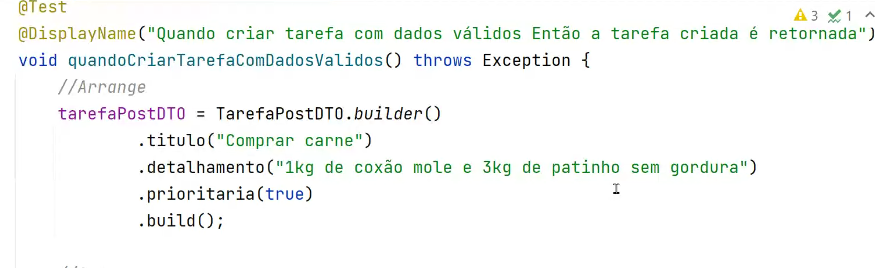 @Test
3 1
@DisplayName("Quando criar tarefa com dados válidos Então a tarefa criada é retornada")
void quandoCriarTarefaComDadosValidos() throws Exception {
//Arrange
tarefaPostDTO = TarefaPostDTO.builder()
.titulo("Comprar carne")
.detalhamento("1kg de coxão mole e 3kg de patinho sem gordura")
.prioritaria(true)
.build();